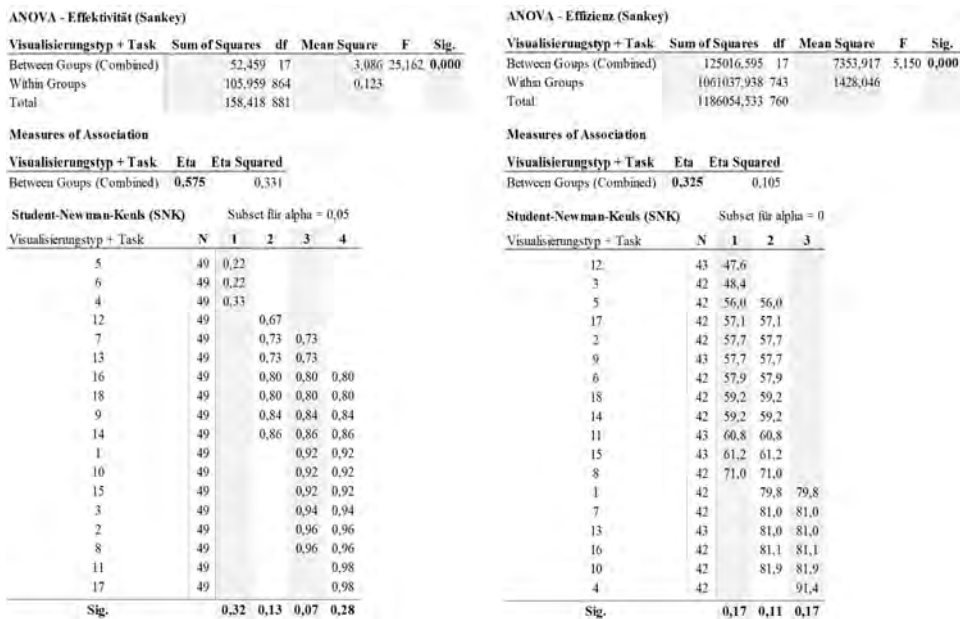 ANOVA - Effektivität (Sankey)
Visualisierungstyp + Task Sum of Squares df Mean Square F Sig.
Between Goups (Combined) 52,459 17 3,086 25,162 0,000
Within Groups 105,959 864 0,123
Total 158,418 881
Measures of Association
Visualisierungstyp + Task Eta Eta Squared
Between Goups (Combined) 0,575 0,331
Student-Newman-Keuls (SNK) Subset für alpha = 0,05
Visualisierungstyp + Task N 1 2 3 4
5 49 0,22
6 49 0,22
4 49 0,33
12 49 0,67
7 49 0,73 0,73
13 49 0,73 0,73
16 49 0,80 0,80 0,80
18 49 0,80 0,80 0,80
9 49 0,84 0,84 0,84
14 49 0,86 0,86 0,86
1 49 0,92 0,92
10 49 0,92 0,92
15 49 0,92 0,92
3 49 0,94 0,94
2 49 0,96 0,96
8 49 0,96 0,96
11 49 0,98
17 49 0,98
Sig. 0,32 0,13 0,07 0,28
ANOVA - Effizienz (Sankey)
Visualisierungstyp + Task Sum of Squares df Mean Square F Sig.
Between Goups (Combined) 125016,595 17 7353,917 5,150 0,000
Within Groups 1061037,938 743 1428,046
Total 1186054,533 760
Measures of Association
Visualisierungstyp + Task Eta Eta Squared
Between Goups (Combined) 0,325 0,105
Student-Newman-Keuls (SNK) Subset für alpha = 0
Visualisierungstyp + Task N 1 2 3
12 43 47,6
3 42 48,4
5 42 56,0 56,0
17 42 57,1 57,1
2 42 57,7 57,7
9 43 57,7 57,7
6 42 57,9 57,9
18 42 59,2 59,2
14 42 59,2 59,2
11 43 60,8 60,8
15 43 61,2 61,2
8 42 71,0 71,0
1 42 79,8 79,8
7 42 81,0 81,0
13 43 81,0 81,0
16 42 81,1 81,1
10 42 81,9 81,9
4 42 91,4
Sig. 0,17 0,11 0,17